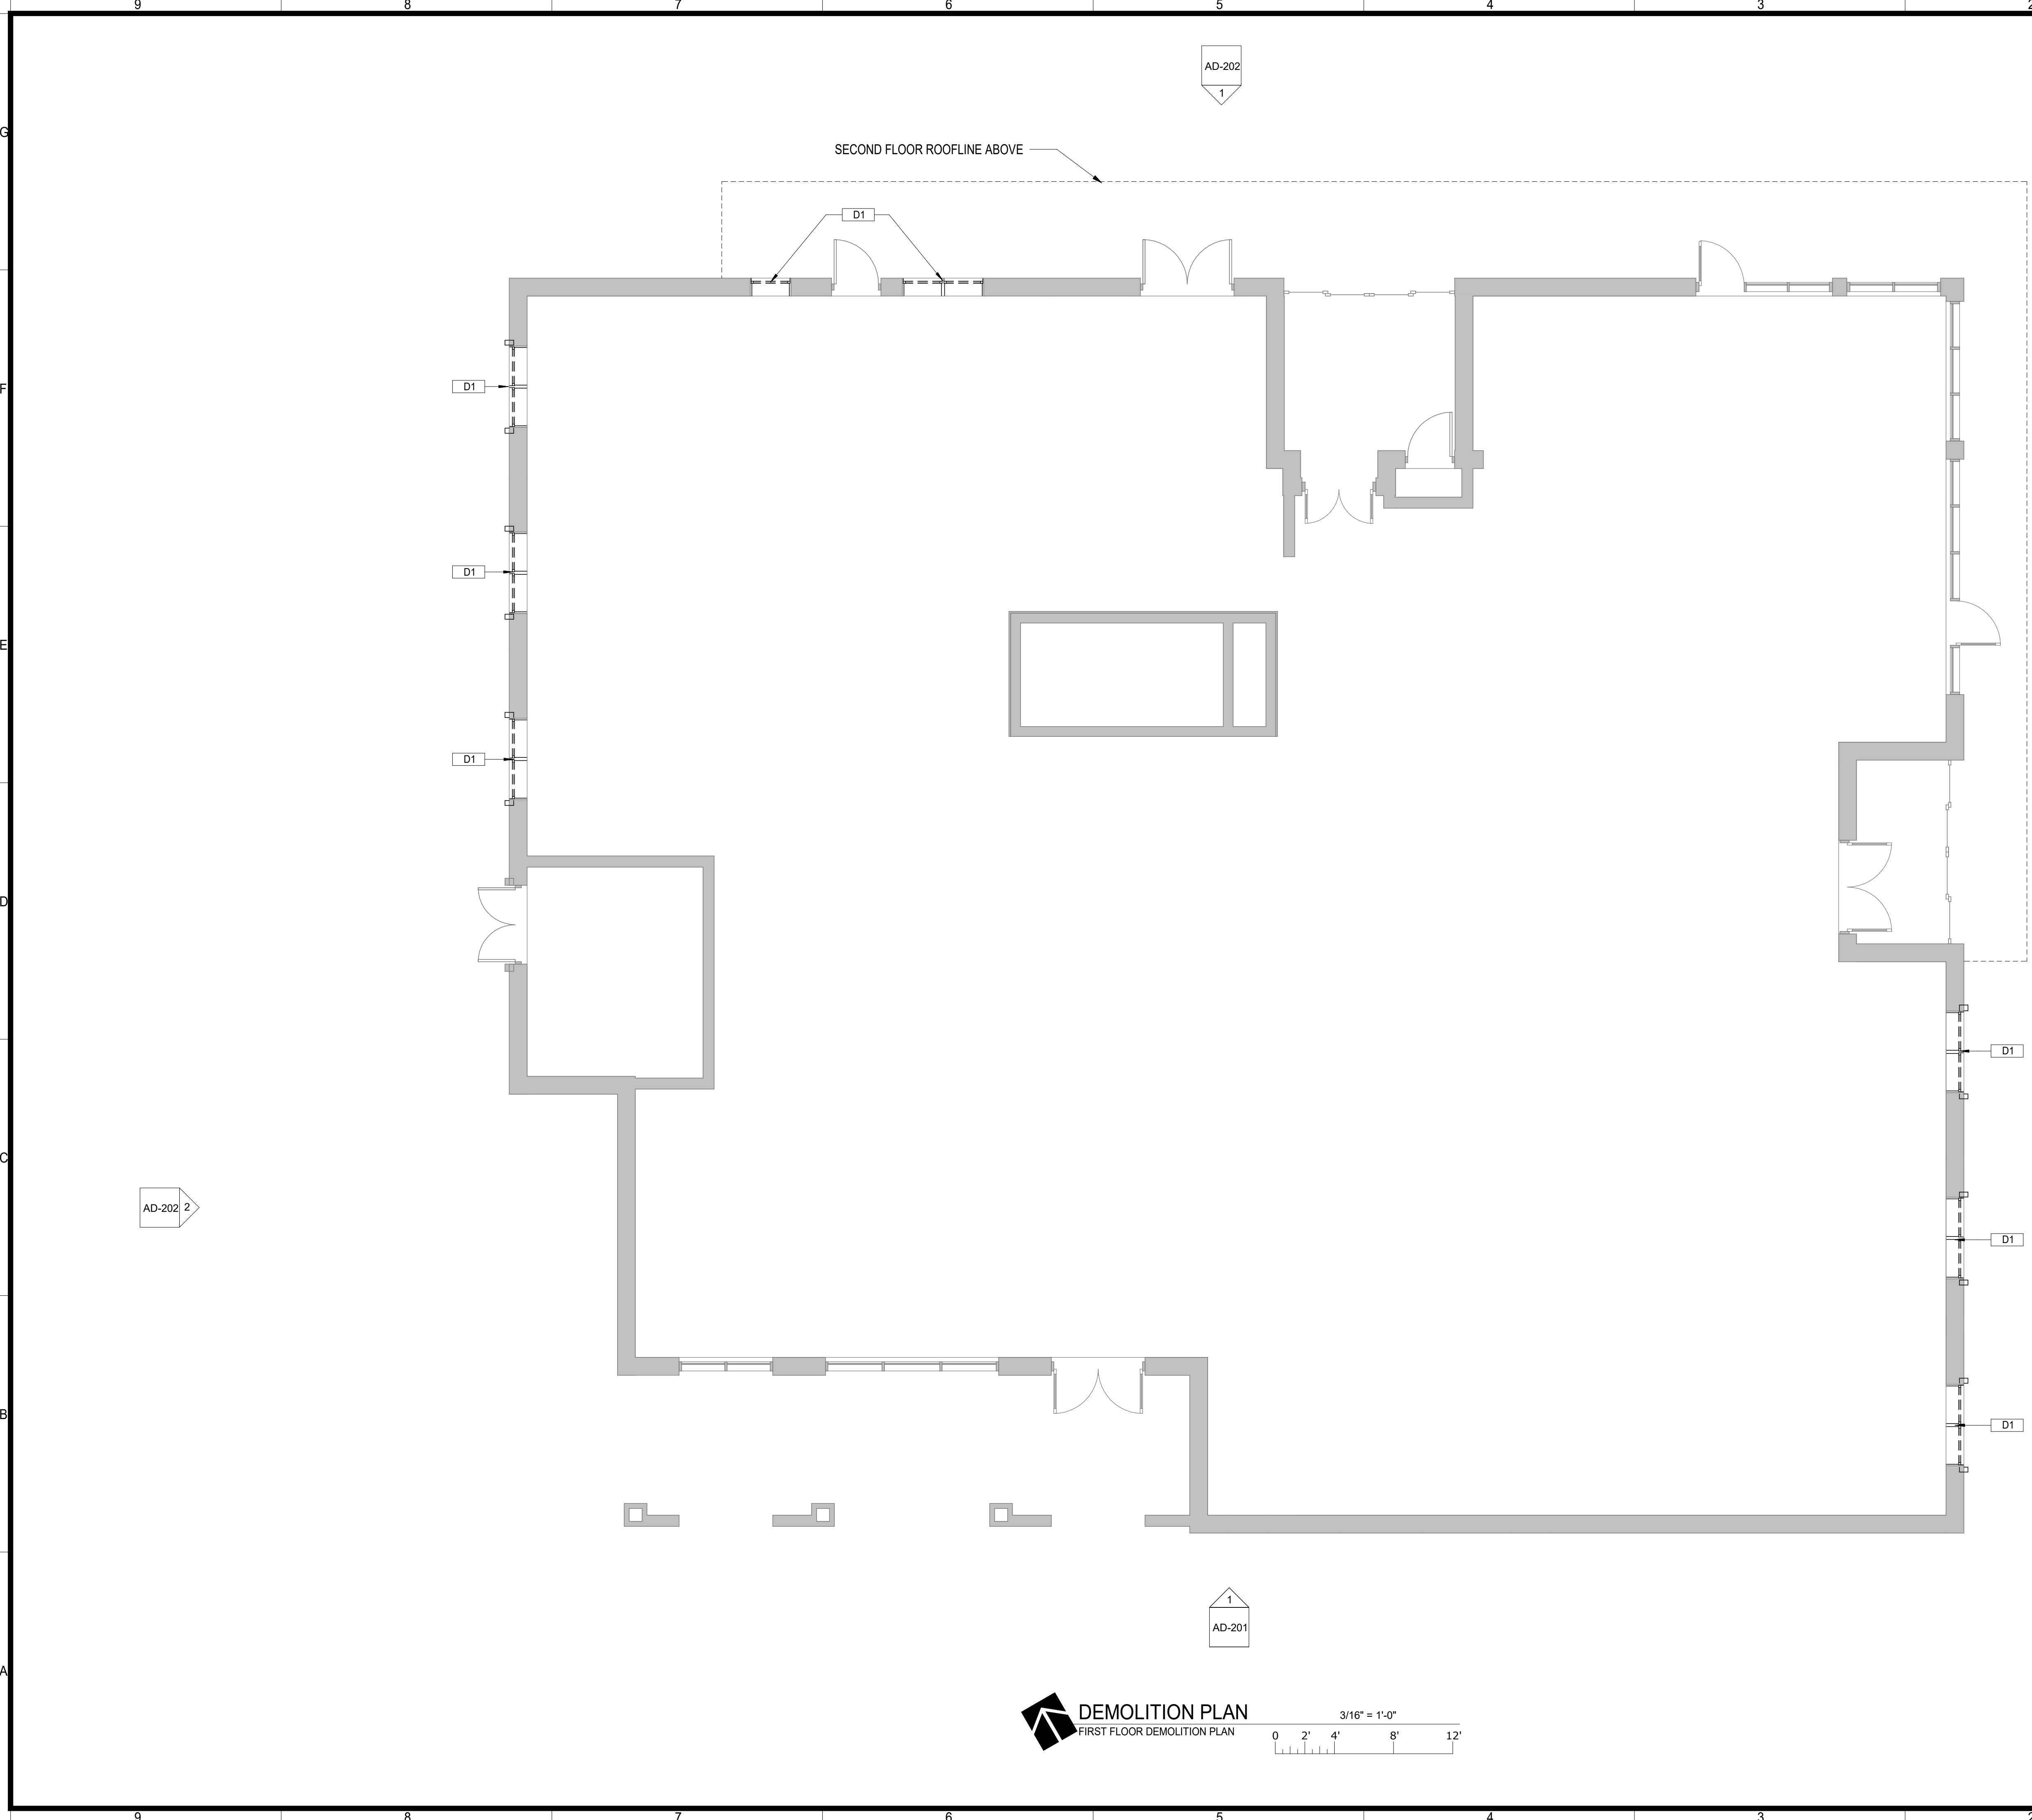 9 8 7 6 5 4 3 2
AD-202
1
G
SECOND FLOOR ROOFLINE ABOVE
D1
F
D1
D1
E
D1
D
D1
C
AD-202 2
D1
B
D1
1
AD-201
A
DEMOLITION PLAN
3/16" = 1'-0"
FIRST FLOOR DEMOLITION PLAN
0 2' 4' 8' 12'
9 8 7 6 5 4 3 2